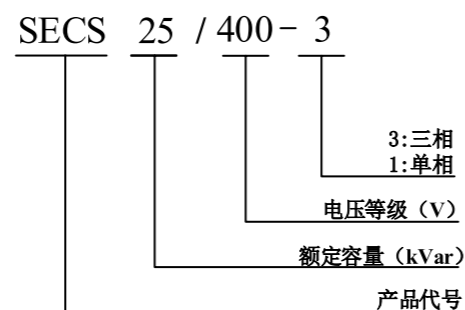 SECS 25 / 400 - 3
3:三相
1:单相
电压等级（V）
额定容量（kVar）
产品代号